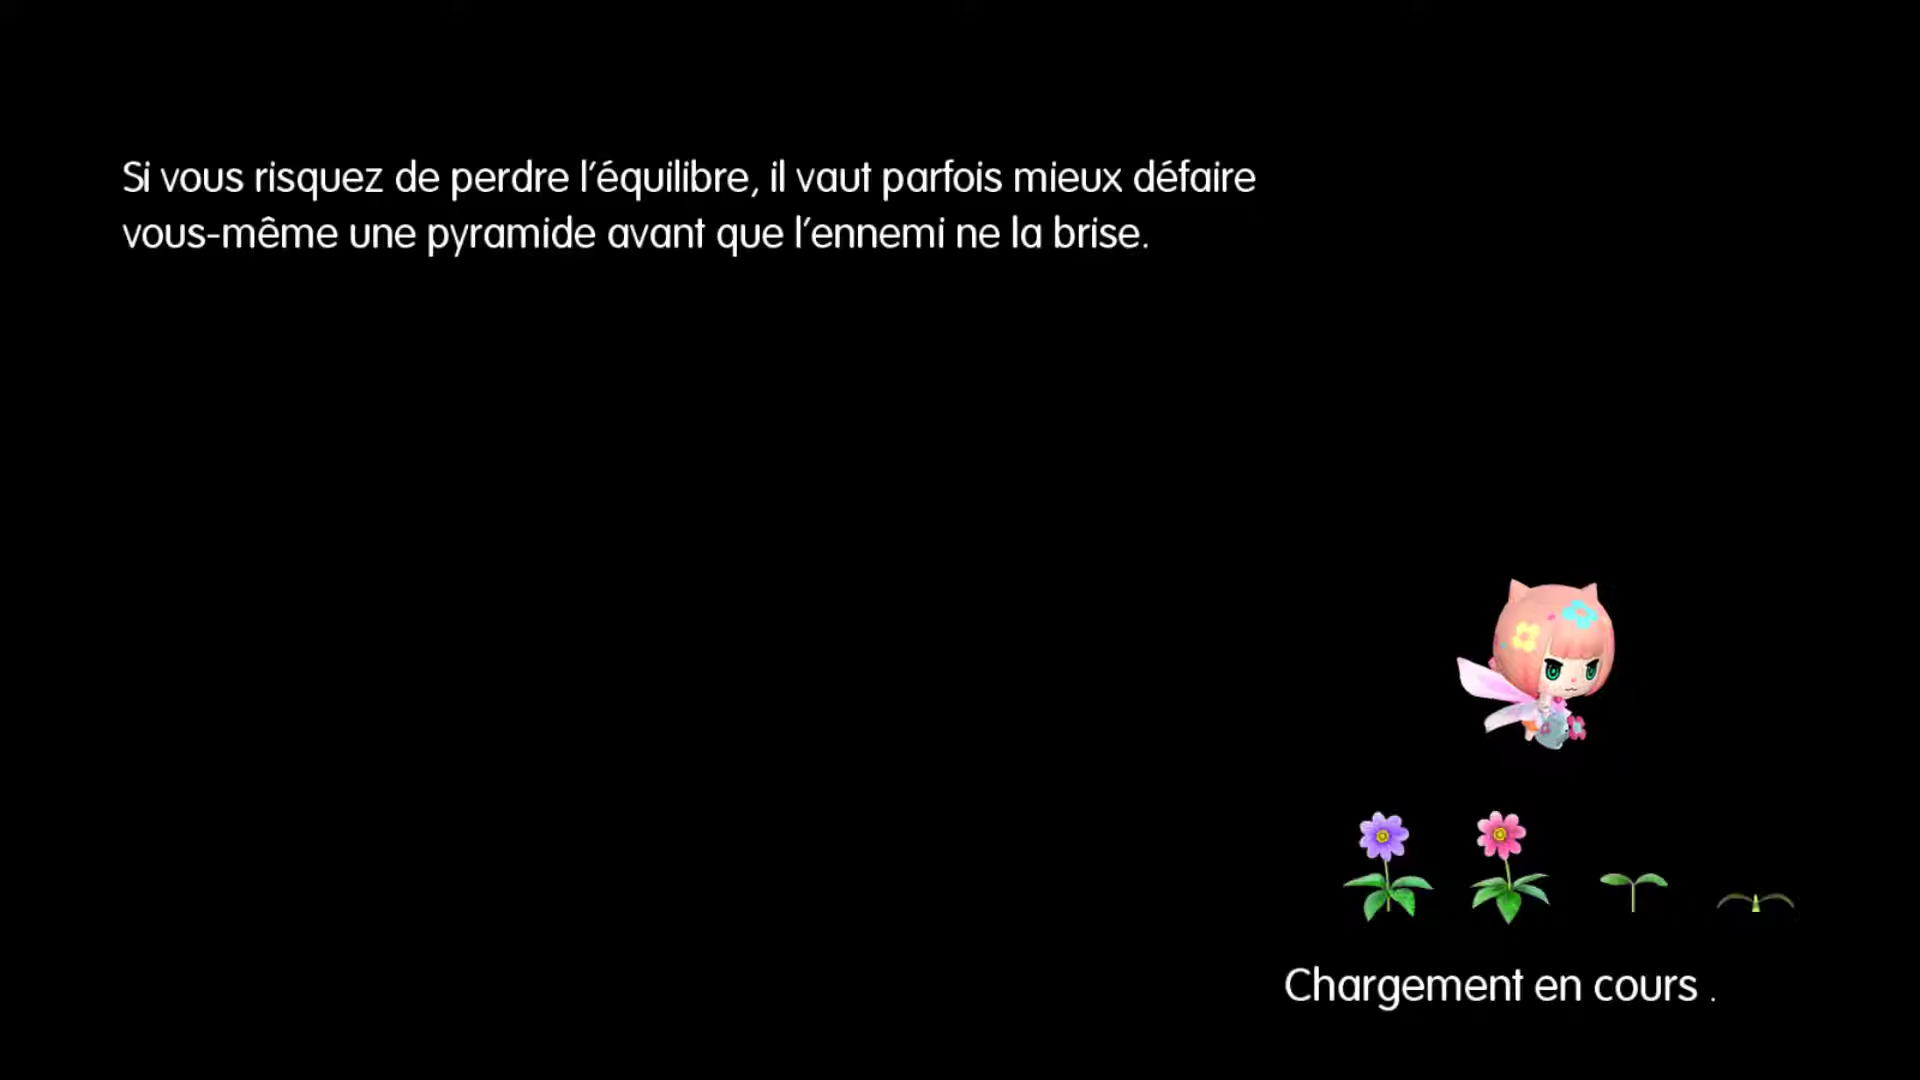 Si vous risquez de perdre l'équilibre, il vaut parfois mieux défaire
vous-même une pyramide avant que l'ennemi ne la brise.
Chargement en cours .